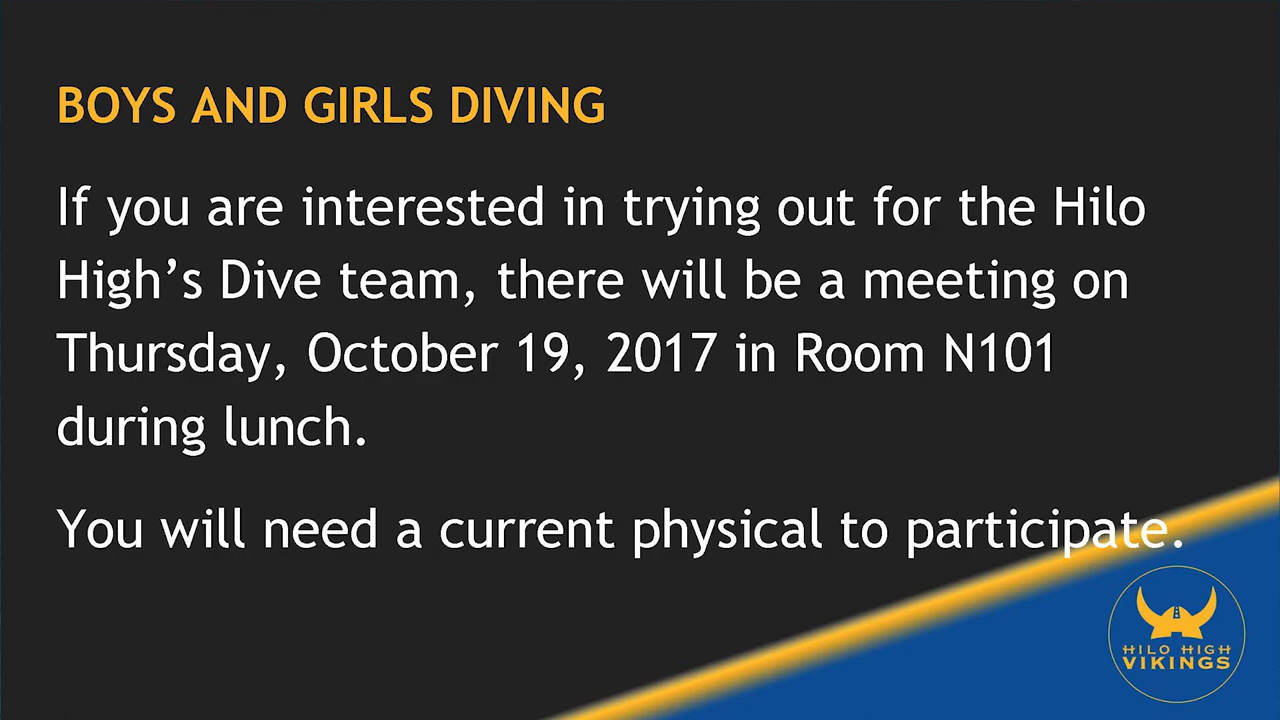 BOYS AND GIRLS DIVING
If you are interested in trying out for the Hilo
High’s Dive team, there will be a meeting on
Thursday, October 19, 2017 in Room N101
during lunch.
You will need a current physical to participate.
HILO HIGH
VIKINGS